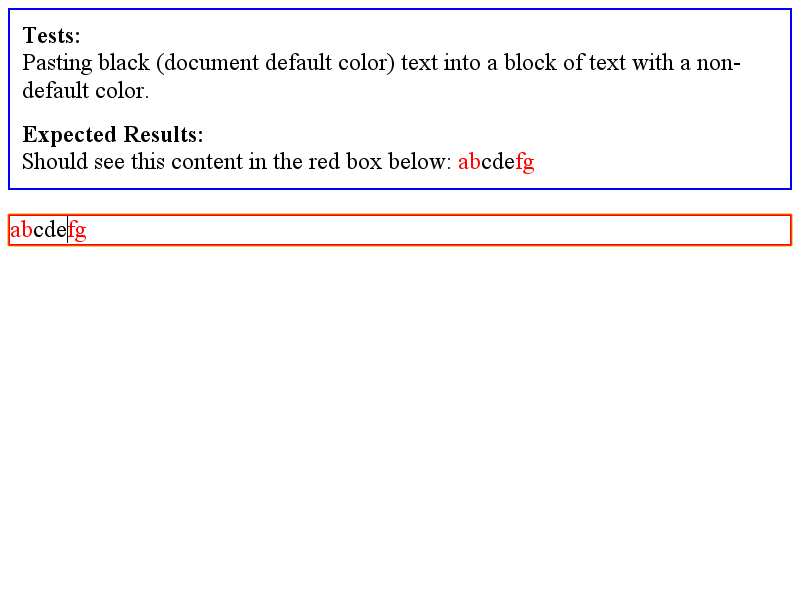 Tests:
Pasting black (document default color) text into a block of text with a non-
default color.
Expected Results:
Should see this content in the red box below: abcdefg
abcdefg